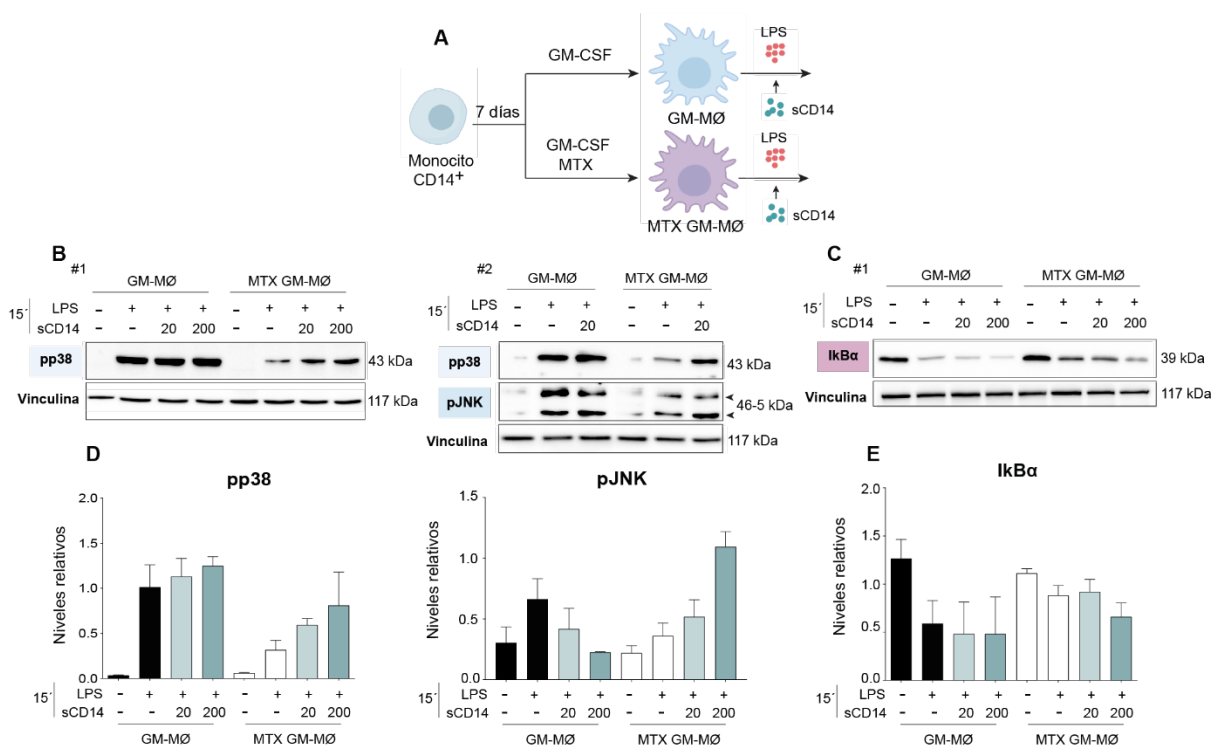 A
Monocito
CD14+
7 días
GM-CSF
GM-CSF
MTX
GM-MØ
MTX GM-MØ
LPS
sCD14
LPS
sCD14
B
#1
GM-MØ MTX GM-MØ
15´ LPS - + + + - + + +
sCD14 - - 20 200 - - 20 200
pp38 43 kDa
Vinculina 117 kDa
#2
GM-MØ MTX GM-MØ
LPS - + + - + +
sCD14 - - 20 - - 20
pp38 43 kDa
pJNK 46-5 kDa
Vinculina 117 kDa
C
#1
GM-MØ MTX GM-MØ
15´ LPS - + + + - + + +
sCD14 - - 20 200 - - 20 200
IkBα 39 kDa
Vinculina 117 kDa
D
pp38
Niveles relativos
2.0
1.5
1.0
0.5
0.0
15´ LPS - + + + - + + +
sCD14 - - 20 200 - - 20 200
GM-MØ MTX GM-MØ
pJNK
Niveles relativos
1.5
1.0
0.5
0.0
15´ LPS - + + + - + + +
sCD14 - - 20 200 - - 20 200
GM-MØ MTX GM-MØ
E
IkBα
Niveles relativos
2.0
1.5
1.0
0.5
0.0
15´ LPS - + + + - + + +
sCD14 - - 20 200 - - 20 200
GM-MØ MTX GM-MØ